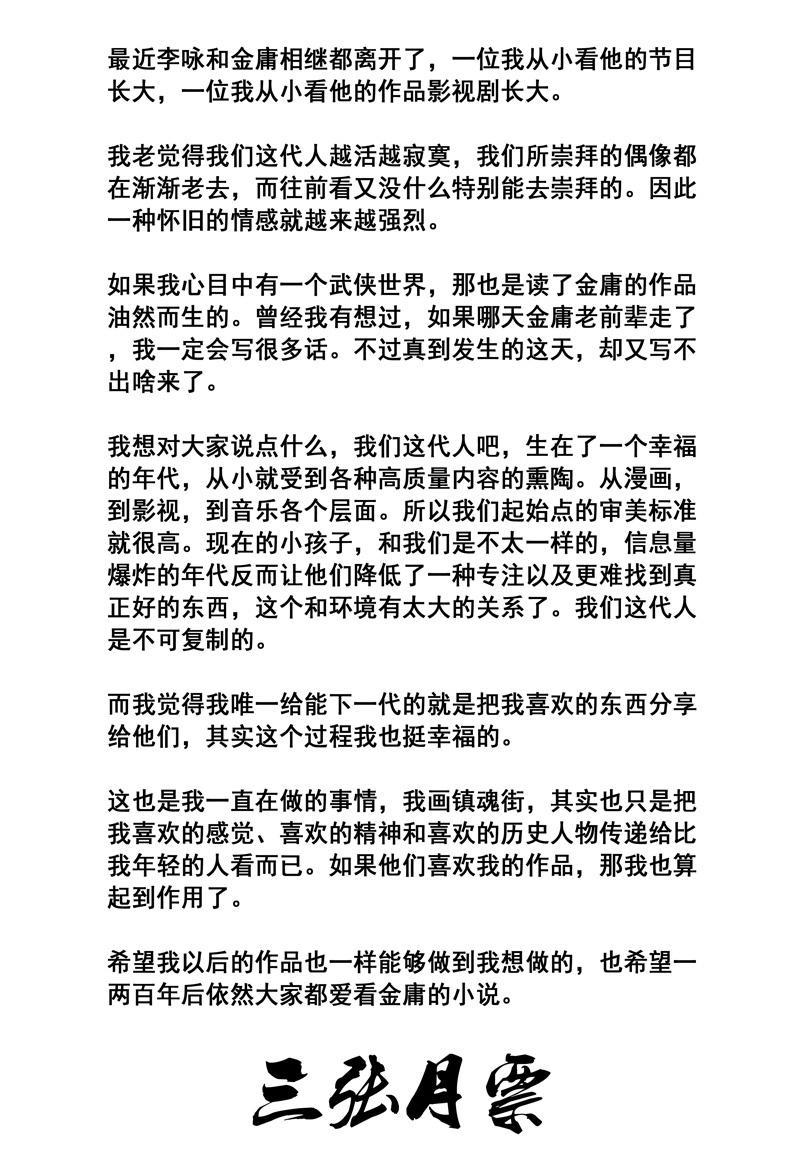 最近李咏和金庸相继都离开了，一位我从小看他的节目
长大，一位我从小看他的作品影视剧长大。
我老觉得我们这代人越活越寂寞，我们所崇拜的偶像都
在渐渐老去，而往前看又没什么特别能去崇拜的。因此
一种怀旧的情感就越来越强烈。
如果我心目中有一个武侠世界，那也是读了金庸的作品
油然而生的。曾经我有想过，如果哪天金庸老前辈走了
，我一定会写很多话。不过真到发生的这天，却又写不
出啥来了。
我想对大家说点什么，我们这代人吧，生在了一个幸福
的年代，从小就受到各种高质量内容的熏陶。从漫画，
到影视，到音乐各个层面。所以我们起始点的审美标准
就很高。现在的小孩子，和我们是不太一样的，信息量
爆炸的年代反而让他们降低了一种专注以及更难找到真
正好的东西，这个和环境有太大的关系了。我们这代人
是不可复制的。
而我觉得我唯一给能下一代的就是把我喜欢的东西分享
给他们，其实这个过程我也挺幸福的。
这也是我一直在做的事情，我画镇魂街，其实也只是把
我喜欢的感觉、喜欢的精神和喜欢的历史人物传递给比
我年轻的人看而已。如果他们喜欢我的作品，那我也算
起到作用了。
希望我以后的作品也一样能够做到我想做的，也希望一
两百年后依然大家都爱看金庸的小说。
三张月票